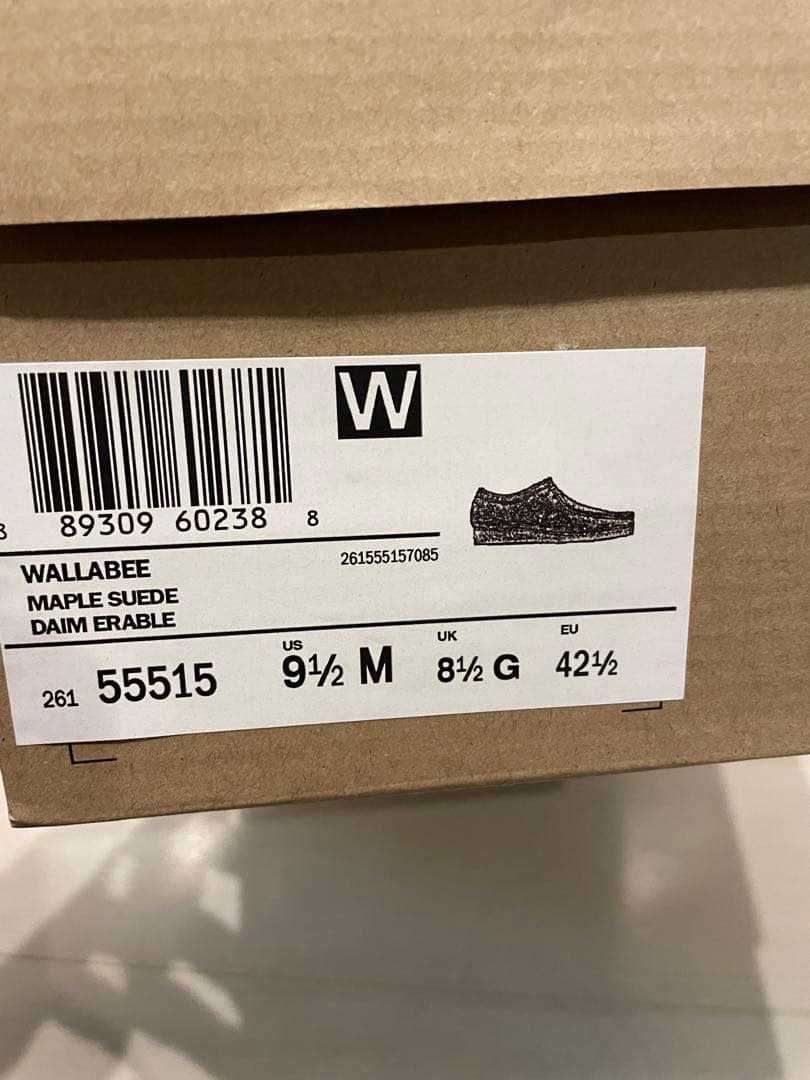 W
8 89309 60238 8
261555157085
WALLABEE
MAPLE SUEDE
DAIM ERABLE
US UK EU
261 55515 9½ M 8½ G 42½